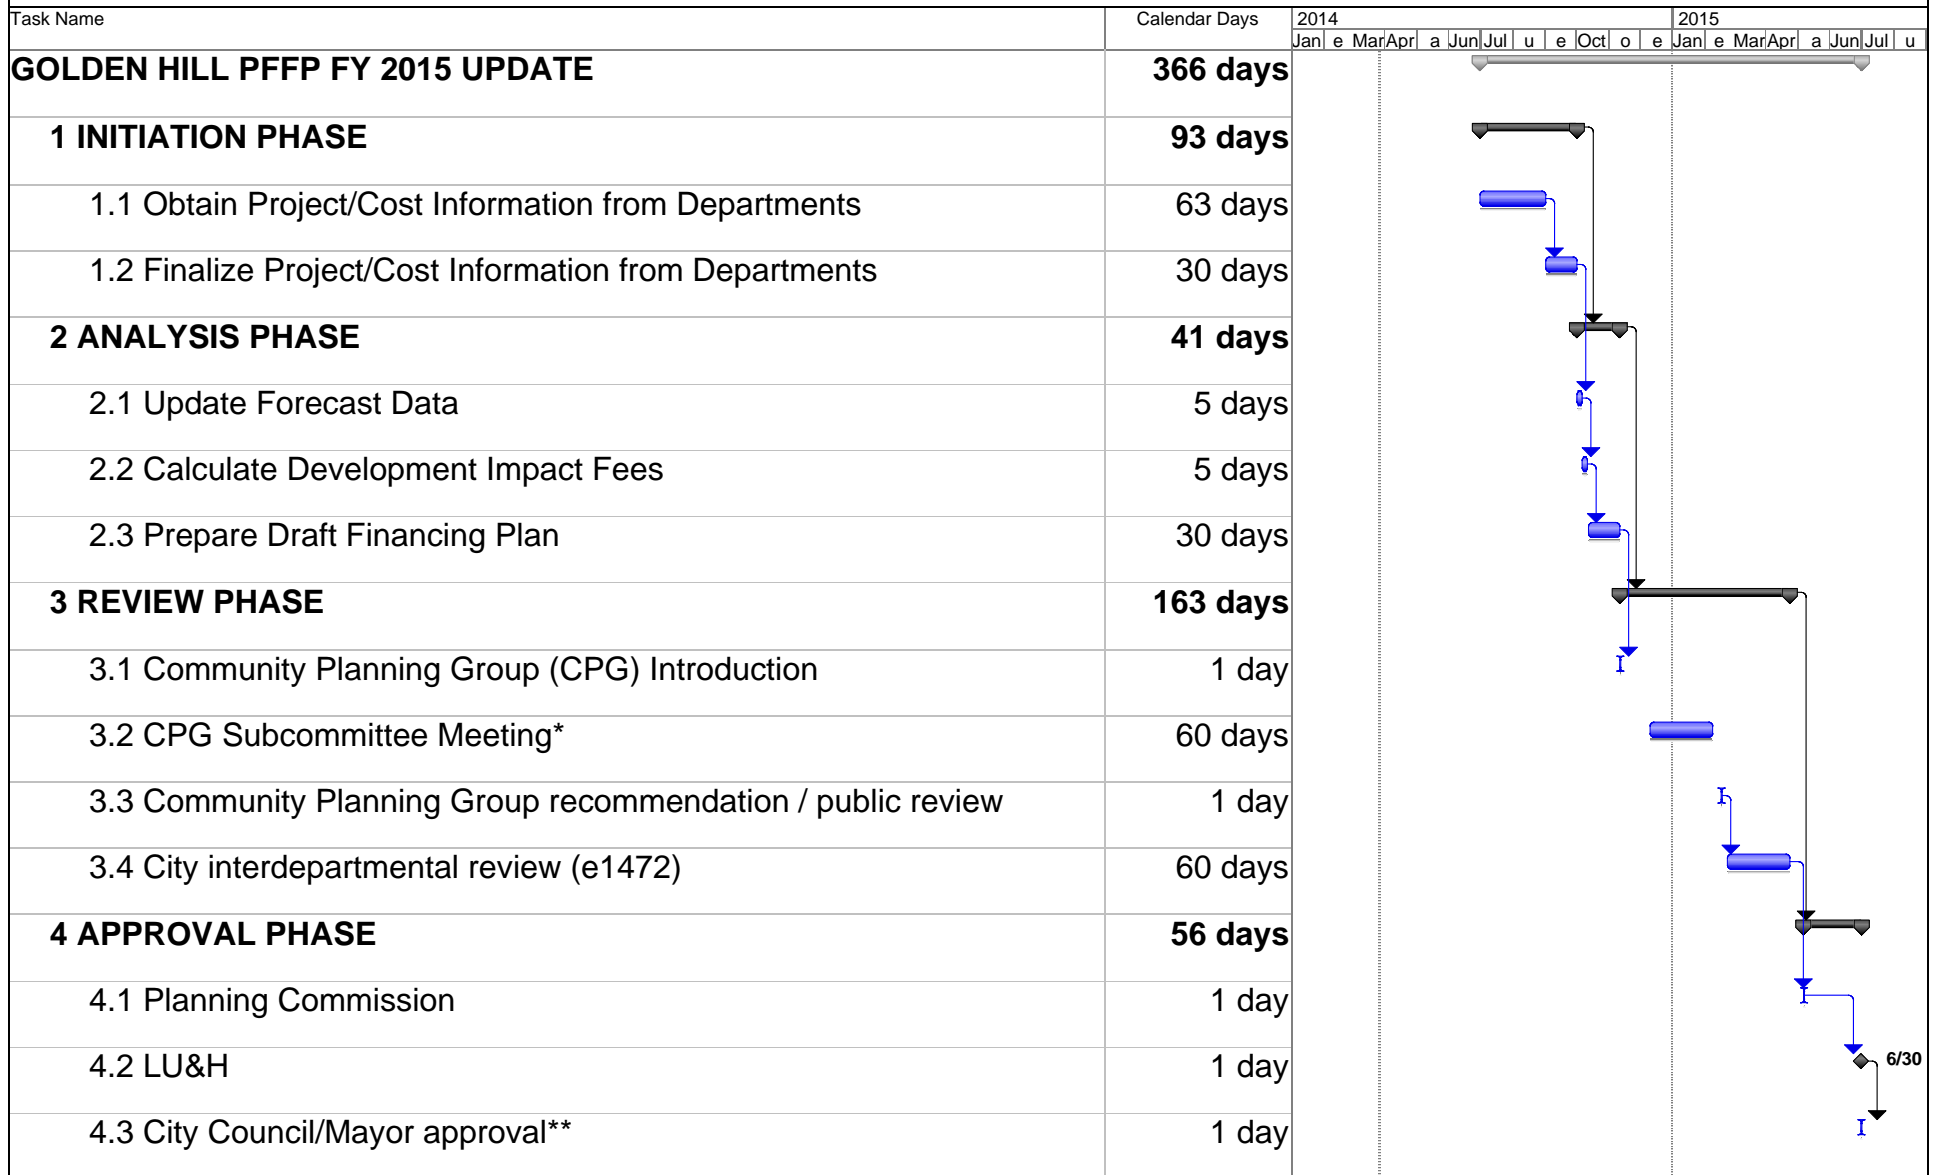 Task Name Calendar Days 2014 2015
Jan e Mar Apr a Jun Jul u e Oct o e Jan e Mar Apr a Jun Jul u
GOLDEN HILL PFFP FY 2015 UPDATE 366 days
1 INITIATION PHASE 93 days
1.1 Obtain Project/Cost Information from Departments 63 days
1.2 Finalize Project/Cost Information from Departments 30 days
2 ANALYSIS PHASE 41 days
2.1 Update Forecast Data 5 days
2.2 Calculate Development Impact Fees 5 days
2.3 Prepare Draft Financing Plan 30 days
3 REVIEW PHASE 163 days
3.1 Community Planning Group (CPG) Introduction 1 day
3.2 CPG Subcommittee Meeting* 60 days
3.3 Community Planning Group recommendation / public review 1 day
3.4 City interdepartmental review (e1472) 60 days
4 APPROVAL PHASE 56 days
4.1 Planning Commission 1 day
4.2 LU&H 1 day 6/30
4.3 City Council/Mayor approval** 1 day